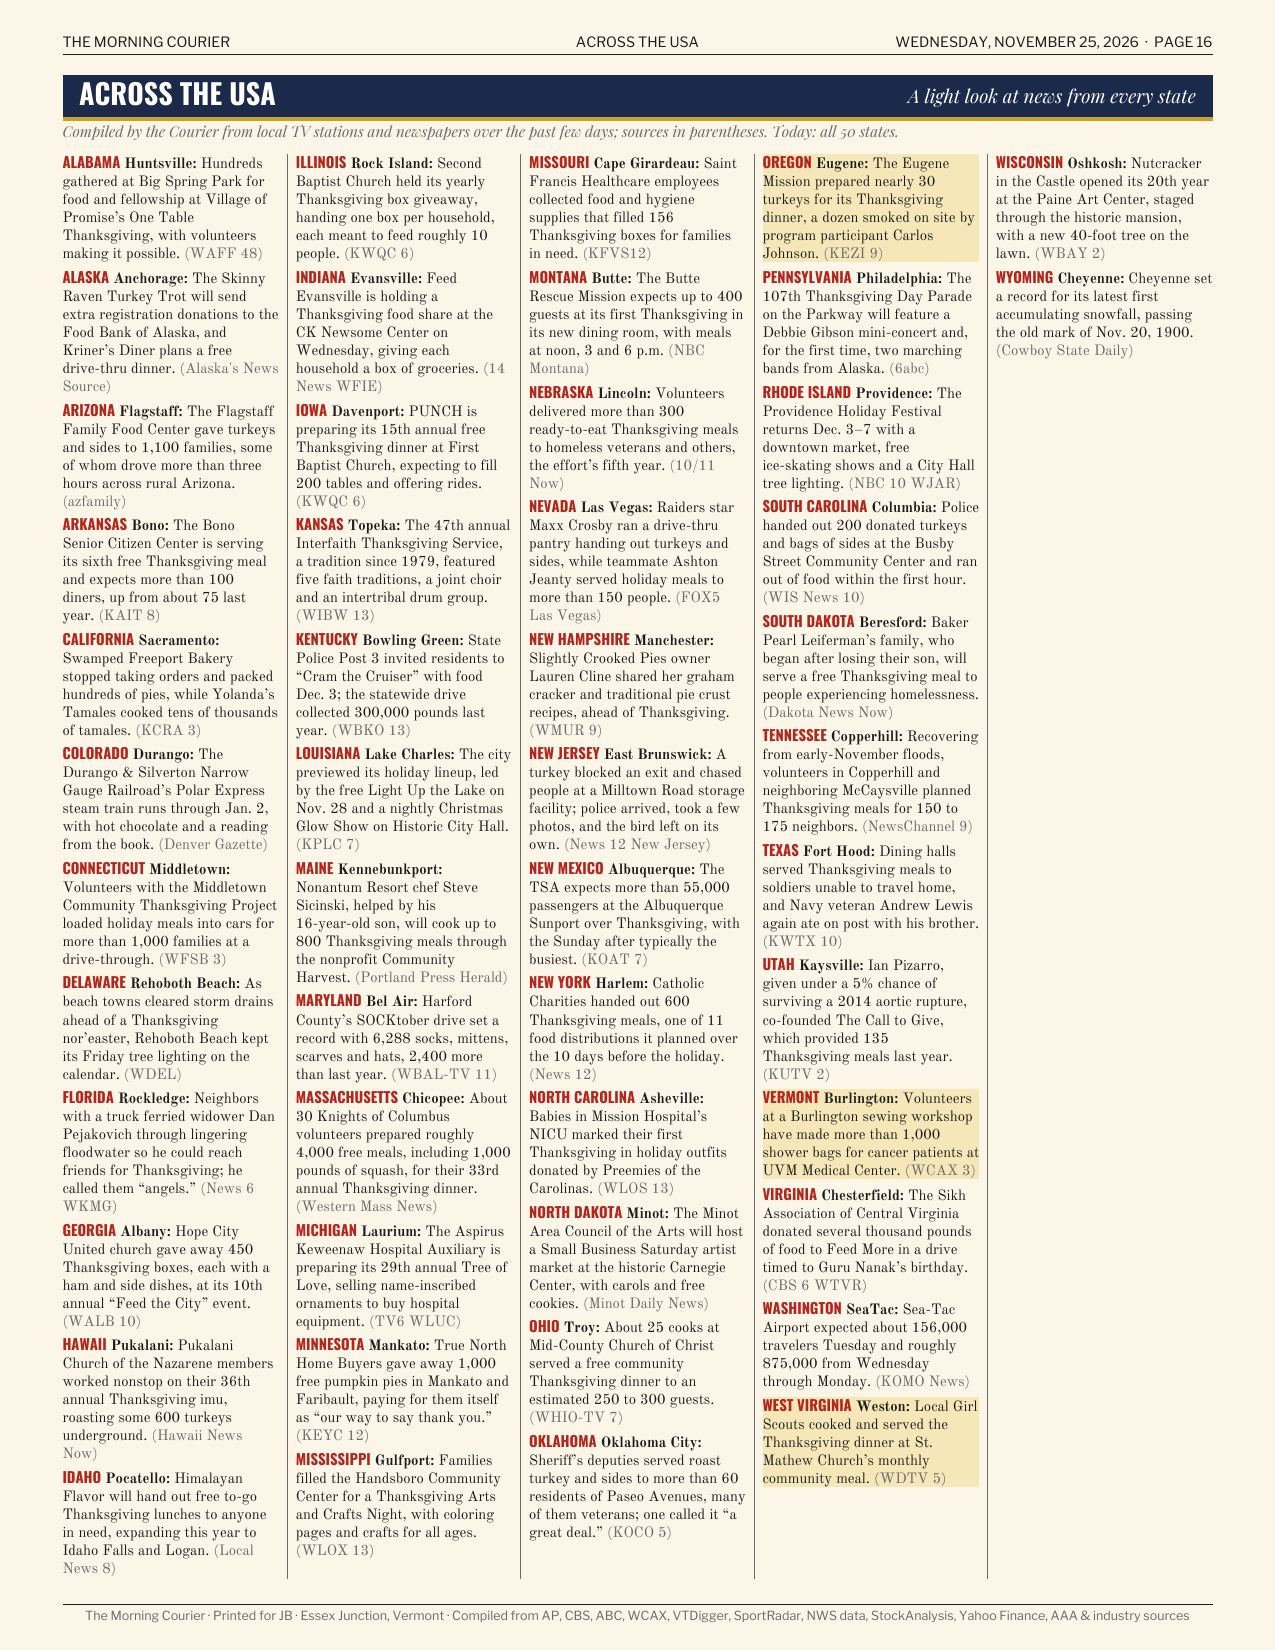 THE MORNING COURIER
ACROSS THE USA
WEDNESDAY, NOVEMBER 25, 2026 · PAGE 16
ACROSS THE USA
A light look at news from every state
Compiled by the Courier from local TV stations and newspapers over the past few days; sources in parentheses. Today: all 50 states.
ALABAMA Huntsville: Hundreds
gathered at Big Spring Park for
food and fellowship at Village of
Promise's One Table
Thanksgiving, with volunteers
making it possible. (WAFF 48)
ALASKA Anchorage: The Skinny
Raven Turkey Trot will send
extra registration donations to the
Food Bank of Alaska, and
Kriner's Diner plans a free
drive-thru dinner. (Alaska's News
Source)
ARIZONA Flagstaff: The Flagstaff
Family Food Center gave turkeys
and sides to 1,100 families, some
of whom drove more than three
hours across rural Arizona.
(azfamily)
ARKANSAS Bono: The Bono
Senior Citizen Center is serving
its sixth free Thanksgiving meal
and expects more than 100
diners, up from about 75 last
year. (KAIT 8)
CALIFORNIA Sacramento:
Swamped Freeport Bakery
stopped taking orders and packed
hundreds of pies, while Yolanda's
Tamales cooked tens of thousands
of tamales. (KCRA 3)
COLORADO Durango: The
Durango & Silverton Narrow
Gauge Railroad's Polar Express
steam train runs through Jan. 2,
with hot chocolate and a reading
from the book. (Denver Gazette)
CONNECTICUT Middletown:
Volunteers with the Middletown
Community Thanksgiving Project
loaded holiday meals into cars for
more than 1,000 families at a
drive-through. (WFSB 3)
DELAWARE Rehoboth Beach: As
beach towns cleared storm drains
ahead of a Thanksgiving
nor'easter, Rehoboth Beach kept
its Friday tree lighting on the
calendar. (WDEL)
FLORIDA Rockledge: Neighbors
with a truck ferried widower Dan
Pejakovich through lingering
floodwater so he could reach
friends for Thanksgiving; he
called them “angels.” (News 6
WKMG)
GEORGIA Albany: Hope City
United church gave away 450
Thanksgiving boxes, each with a
ham and side dishes, at its 10th
annual “Feed the City” event.
(WALB 10)
HAWAII Pukalani: Pukalani
Church of the Nazarene members
worked nonstop on their 36th
annual Thanksgiving imu,
roasting some 600 turkeys
underground. (Hawaii News
Now)
IDAHO Pocatello: Himalayan
Flavor will hand out free to-go
Thanksgiving lunches to anyone
in need, expanding this year to
Idaho Falls and Logan. (Local
News 8)
ILLINOIS Rock Island: Second
Baptist Church held its yearly
Thanksgiving box giveaway,
handing one box per household,
each meant to feed roughly 10
people. (KWQC 6)
INDIANA Evansville: Feed
Evansville is holding a
Thanksgiving food share at the
CK Newsome Center on
Wednesday, giving each
household a box of groceries. (14
News WFIE)
IOWA Davenport: PUNCH is
preparing its 15th annual free
Thanksgiving dinner at First
Baptist Church, expecting to fill
200 tables and offering rides.
(KWQC 6)
KANSAS Topeka: The 47th annual
Interfaith Thanksgiving Service,
a tradition since 1979, featured
five faith traditions, a joint choir
and an intertribal drum group.
(WIBW 13)
KENTUCKY Bowling Green: State
Police Post 3 invited residents to
“Cram the Cruiser” with food
Dec. 3; the statewide drive
collected 300,000 pounds last
year. (WBKO 13)
LOUISIANA Lake Charles: The city
previewed its holiday lineup, led
by the free Light Up the Lake on
Nov. 28 and a nightly Christmas
Glow Show on Historic City Hall.
(KPLC 7)
MAINE Kennebunkport:
Nonantum Resort chef Steve
Sicinski, helped by his
16-year-old son, will cook up to
800 Thanksgiving meals through
the nonprofit Community
Harvest. (Portland Press Herald)
MARYLAND Bel Air: Harford
County's SOCKtober drive set a
record with 6,288 socks, mittens,
scarves and hats, 2,400 more
than last year. (WBAL-TV 11)
MASSACHUSETTS Chicopee: About
30 Knights of Columbus
volunteers prepared roughly
4,000 free meals, including 1,000
pounds of squash, for their 33rd
annual Thanksgiving dinner.
(Western Mass News)
MICHIGAN Laurium: The Aspirus
Keweenaw Hospital Auxiliary is
preparing its 29th annual Tree of
Love, selling name-inscribed
ornaments to buy hospital
equipment. (TV6 WLUC)
MINNESOTA Mankato: True North
Home Buyers gave away 1,000
free pumpkin pies in Mankato and
Faribault, paying for them itself
as “our way to say thank you.”
(KEYC 12)
MISSISSIPPI Gulfport: Families
filled the Handsboro Community
Center for a Thanksgiving Arts
and Crafts Night, with coloring
pages and crafts for all ages.
(WLOX 13)
MISSOURI Cape Girardeau: Saint
Francis Healthcare employees
collected food and hygiene
supplies that filled 156
Thanksgiving boxes for families
in need. (KFVS12)
MONTANA Butte: The Butte
Rescue Mission expects up to 400
guests at its first Thanksgiving in
its new dining room, with meals
at noon, 3 and 6 p.m. (NBC
Montana)
NEBRASKA Lincoln: Volunteers
delivered more than 300
ready-to-eat Thanksgiving meals
to homeless veterans and others,
the effort's fifth year. (10/11
Now)
NEVADA Las Vegas: Raiders star
Maxx Crosby ran a drive-thru
pantry handing out turkeys and
sides, while teammate Ashton
Jeanty served holiday meals to
more than 150 people. (FOX5
Las Vegas)
NEW HAMPSHIRE Manchester:
Slightly Crooked Pies owner
Lauren Cline shared her graham
cracker and traditional pie crust
recipes, ahead of Thanksgiving.
(WMUR 9)
NEW JERSEY East Brunswick: A
turkey blocked an exit and chased
people at a Milltown Road storage
facility; police arrived, took a few
photos, and the bird left on its
own. (News 12 New Jersey)
NEW MEXICO Albuquerque: The
TSA expects more than 55,000
passengers at the Albuquerque
Sunport over Thanksgiving, with
the Sunday after typically the
busiest. (KOAT 7)
NEW YORK Harlem: Catholic
Charities handed out 600
Thanksgiving meals, one of 11
food distributions it planned over
the 10 days before the holiday.
(News 12)
NORTH CAROLINA Asheville:
Babies in Mission Hospital's
NICU marked their first
Thanksgiving in holiday outfits
donated by Preemies of the
Carolinas. (WLOS 13)
NORTH DAKOTA Minot: The Minot
Area Council of the Arts will host
a Small Business Saturday artist
market at the historic Carnegie
Center, with carols and free
cookies. (Minot Daily News)
OHIO Troy: About 25 cooks at
Mid-County Church of Christ
served a free community
Thanksgiving dinner to an
estimated 250 to 300 guests.
(WHIO-TV 7)
OKLAHOMA Oklahoma City:
Sheriff's deputies served roast
turkey and sides to more than 60
residents of Paseo Avenues, many
of them veterans; one called it “a
great deal.” (KOCO 5)
OREGON Eugene: The Eugene
Mission prepared nearly 30
turkeys for its Thanksgiving
dinner, a dozen smoked on site by
program participant Carlos
Johnson. (KEZI 9)
PENNSYLVANIA Philadelphia: The
107th Thanksgiving Day Parade
on the Parkway will feature a
Debbie Gibson mini-concert and,
for the first time, two marching
bands from Alaska. (6abc)
RHODE ISLAND Providence: The
Providence Holiday Festival
returns Dec. 3–7 with a
downtown market, free
ice-skating shows and a City Hall
tree lighting. (NBC 10 WJAR)
SOUTH CAROLINA Columbia: Police
handed out 200 donated turkeys
and bags of sides at the Busby
Street Community Center and ran
out of food within the first hour.
(WIS News 10)
SOUTH DAKOTA Beresford: Baker
Pearl Leiferman's family, who
began after losing their son, will
serve a free Thanksgiving meal to
people experiencing homelessness.
(Dakota News Now)
TENNESSEE Copperhill: Recovering
from early-November floods,
volunteers in Copperhill and
neighboring McCaysville planned
Thanksgiving meals for 150 to
175 neighbors. (NewsChannel 9)
TEXAS Fort Hood: Dining halls
served Thanksgiving meals to
soldiers unable to travel home,
and Navy veteran Andrew Lewis
again ate on post with his brother.
(KWTX 10)
UTAH Kaysville: Ian Pizarro,
given under a 5% chance of
surviving a 2014 aortic rupture,
co-founded The Call to Give,
which provided 135
Thanksgiving meals last year.
(KUTV 2)
VERMONT Burlington: Volunteers
at a Burlington sewing workshop
have made more than 1,000
shower bags for cancer patients at
UVM Medical Center. (WCAX 3)
VIRGINIA Chesterfield: The Sikh
Association of Central Virginia
donated several thousand pounds
of food to Feed More in a drive
timed to Guru Nanak's birthday.
(CBS 6 WTVR)
WASHINGTON SeaTac: Sea-Tac
Airport expected about 156,000
travelers Tuesday and roughly
875,000 from Wednesday
through Monday. (KOMO News)
WEST VIRGINIA Weston: Local Girl
Scouts cooked and served the
Thanksgiving dinner at St.
Mathew Church's monthly
community meal. (WDTV 5)
WISCONSIN Oshkosh: Nutcracker
in the Castle opened its 20th year
at the Paine Art Center, staged
through the historic mansion,
with a new 40-foot tree on the
lawn. (WBAY 2)
WYOMING Cheyenne: Cheyenne set
a record for its latest first
accumulating snowfall, passing
the old mark of Nov. 20, 1900.
(Cowboy State Daily)
The Morning Courier · Printed for JB · Essex Junction, Vermont · Compiled from AP, CBS, ABC, WCAX, VTDigger, SportRadar, NWS data, StockAnalysis, Yahoo Finance, AAA & industry sources